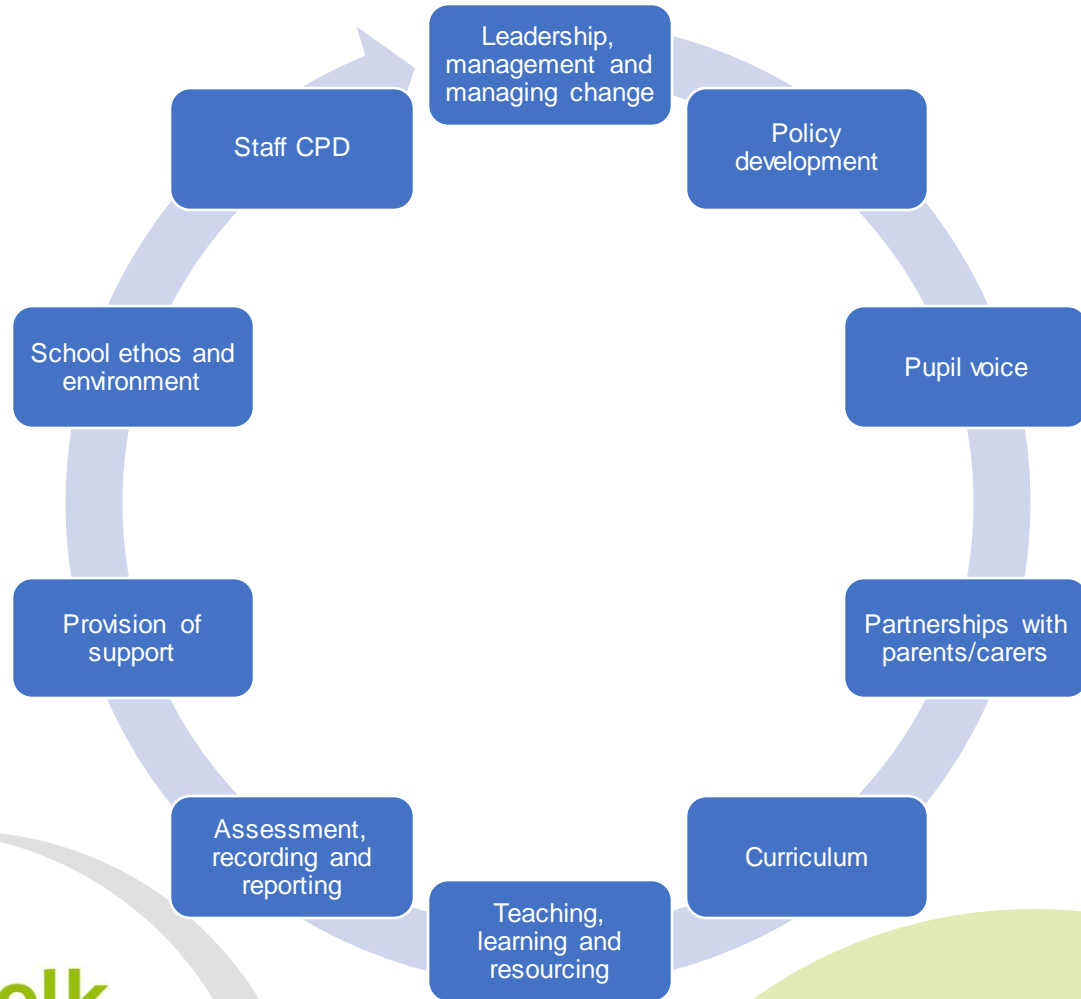 Leadership,
management and
managing change
Policy
development
Pupil voice
Partnerships with
parents/carers
Curriculum
Teaching,
learning and
resourcing
Assessment,
recording and
reporting
Provision of
support
School ethos and
environment
Staff CPD